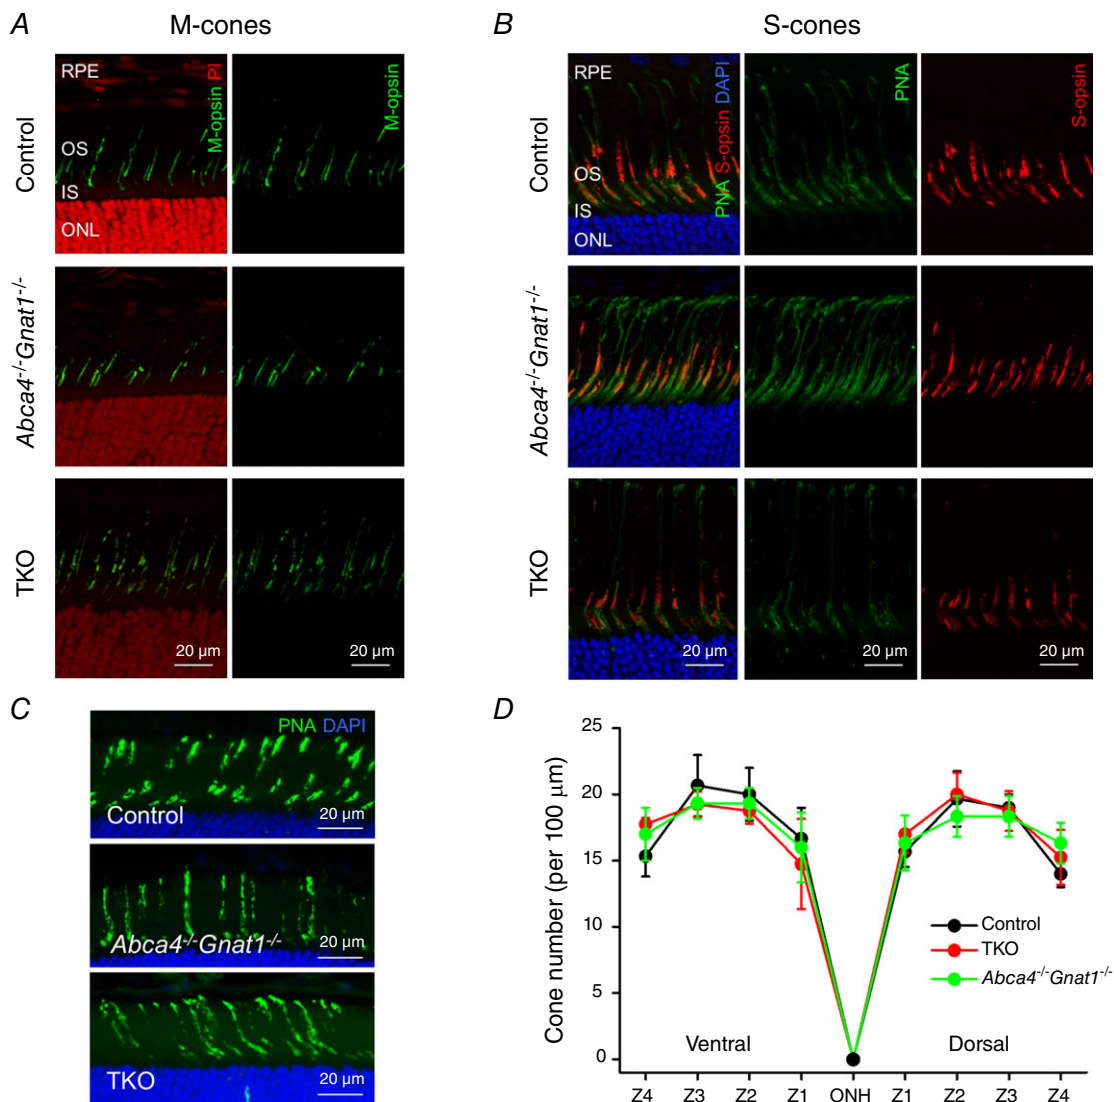 A
M-cones
Control
RPE
OS
IS
ONL
M-opsin PI
M-opsin
Abca4-/-Gnat1-/-
TKO
20 µm
20 µm
B
S-cones
Control
RPE
OS
IS
ONL
PNA S-opsin DAPI
PNA
S-opsin
Abca4-/-Gnat1-/-
TKO
20 µm
20 µm
20 µm
C
PNA DAPI
Control
20 µm
Abca4-/-Gnat1-/-
20 µm
TKO
20 µm
D
Cone number (per 100 µm)
25
20
15
10
5
0
Control
TKO
Abca4-/-Gnat1-/-
Ventral
Dorsal
Z4 Z3 Z2 Z1 ONH Z1 Z2 Z3 Z4